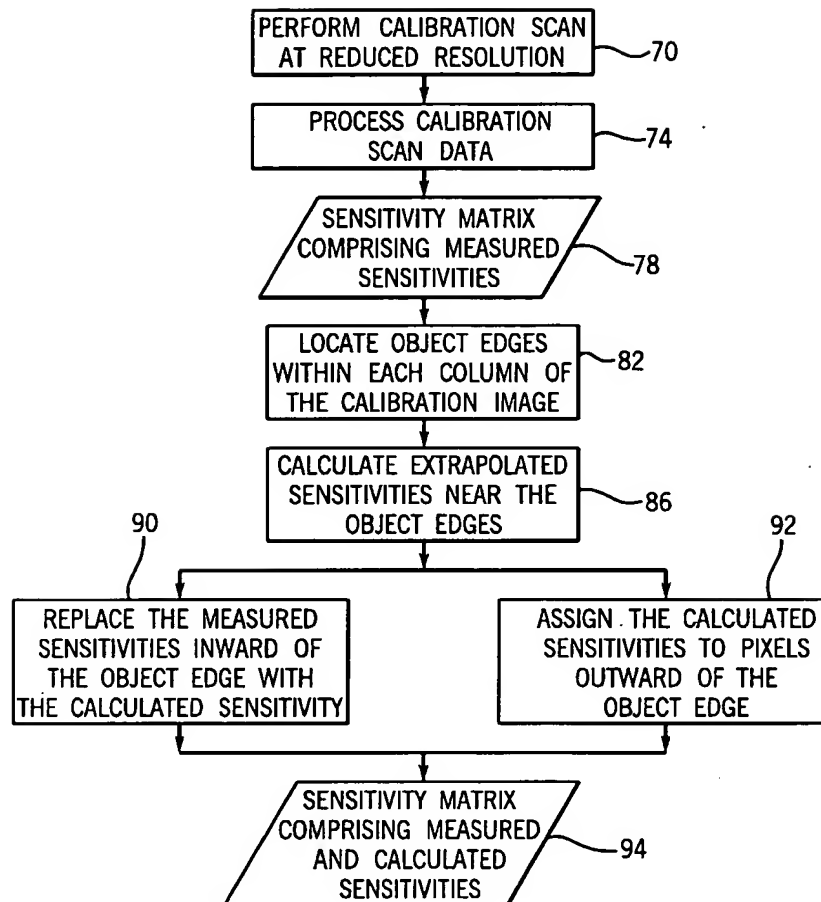 PERFORM CALIBRATION SCAN
AT REDUCED RESOLUTION
70
PROCESS CALIBRATION
SCAN DATA
74
SENSITIVITY MATRIX
COMPRISING MEASURED
SENSITIVITIES
78
LOCATE OBJECT EDGES
WITHIN EACH COLUMN OF
THE CALIBRATION IMAGE
82
CALCULATE EXTRAPOLATED
SENSITIVITIES NEAR THE
OBJECT EDGES
86
90
REPLACE THE MEASURED
SENSITIVITIES INWARD OF
THE OBJECT EDGE WITH
THE CALCULATED SENSITIVITY
92
ASSIGN THE CALCULATED
SENSITIVITIES TO PIXELS
OUTWARD OF THE
OBJECT EDGE
SENSITIVITY MATRIX
COMPRISING MEASURED
AND CALCULATED
SENSITIVITIES
94